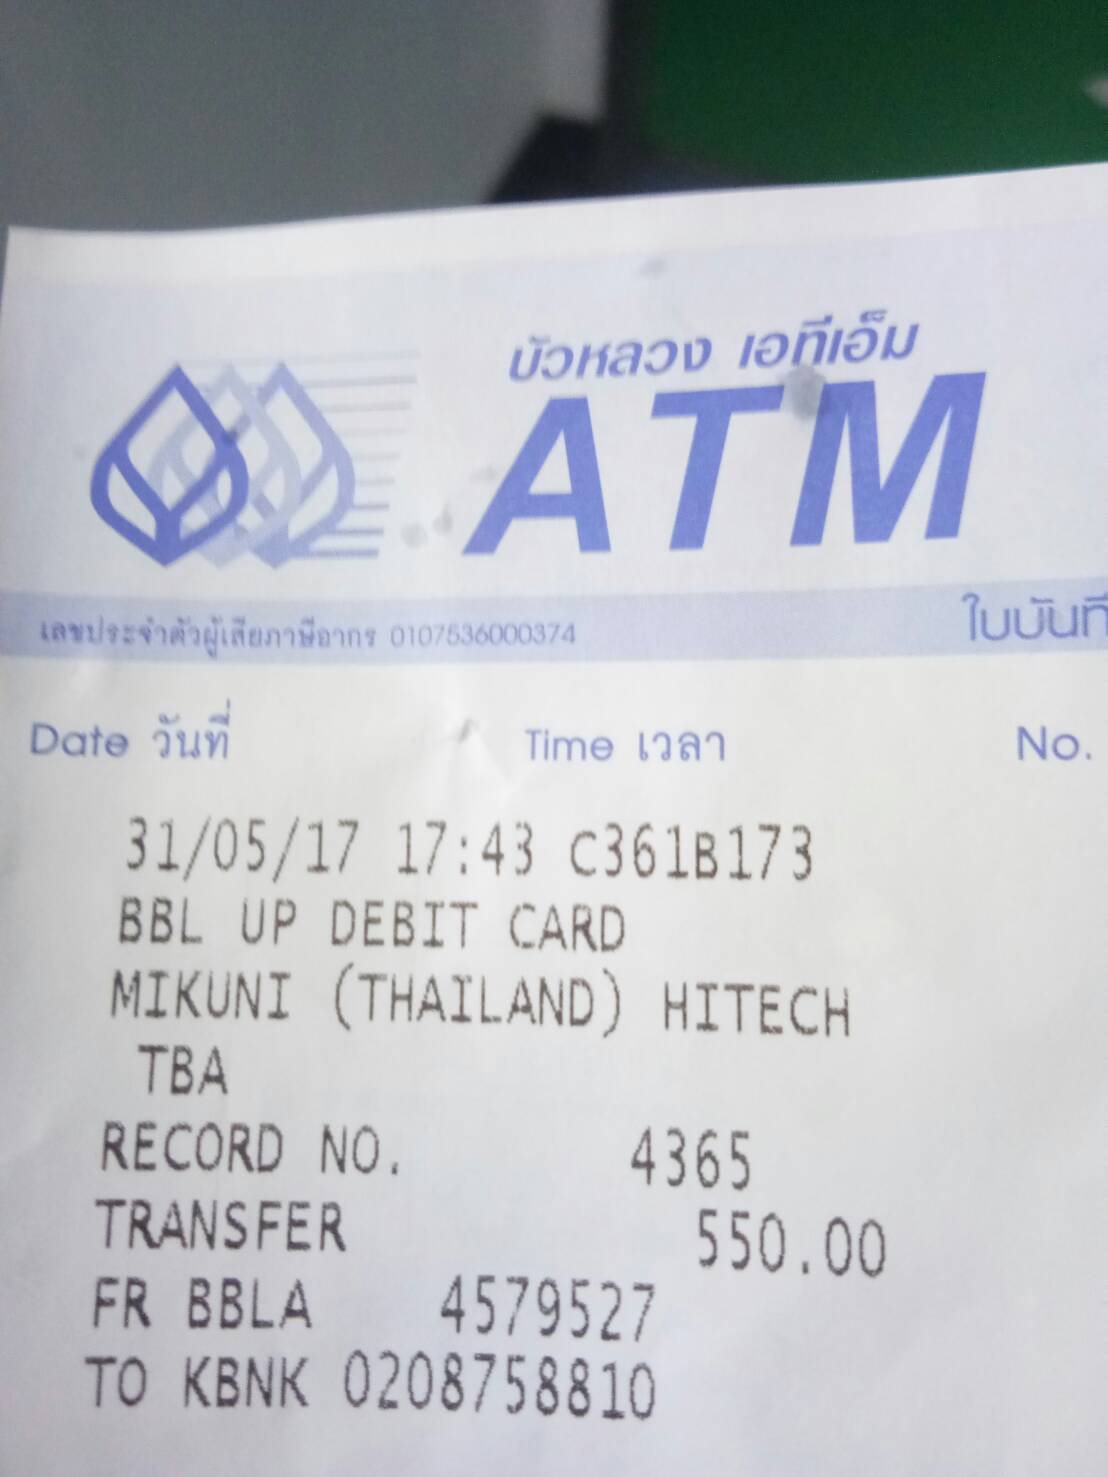 บัวหลวง เอทีเอ็ม
ATM
เลขประจำตัวผู้เสียภาษีอากร 0107536000374 ใบบันที
Date วันที่ Time เวลา No.
31/05/17 17:43 C361B173
BBL UP DEBIT CARD
MIKUNI (THAILAND) HITECH
TBA
RECORD NO. 4365
TRANSFER 550.00
FR BBLA 4579527
TO KBNK 0208758810